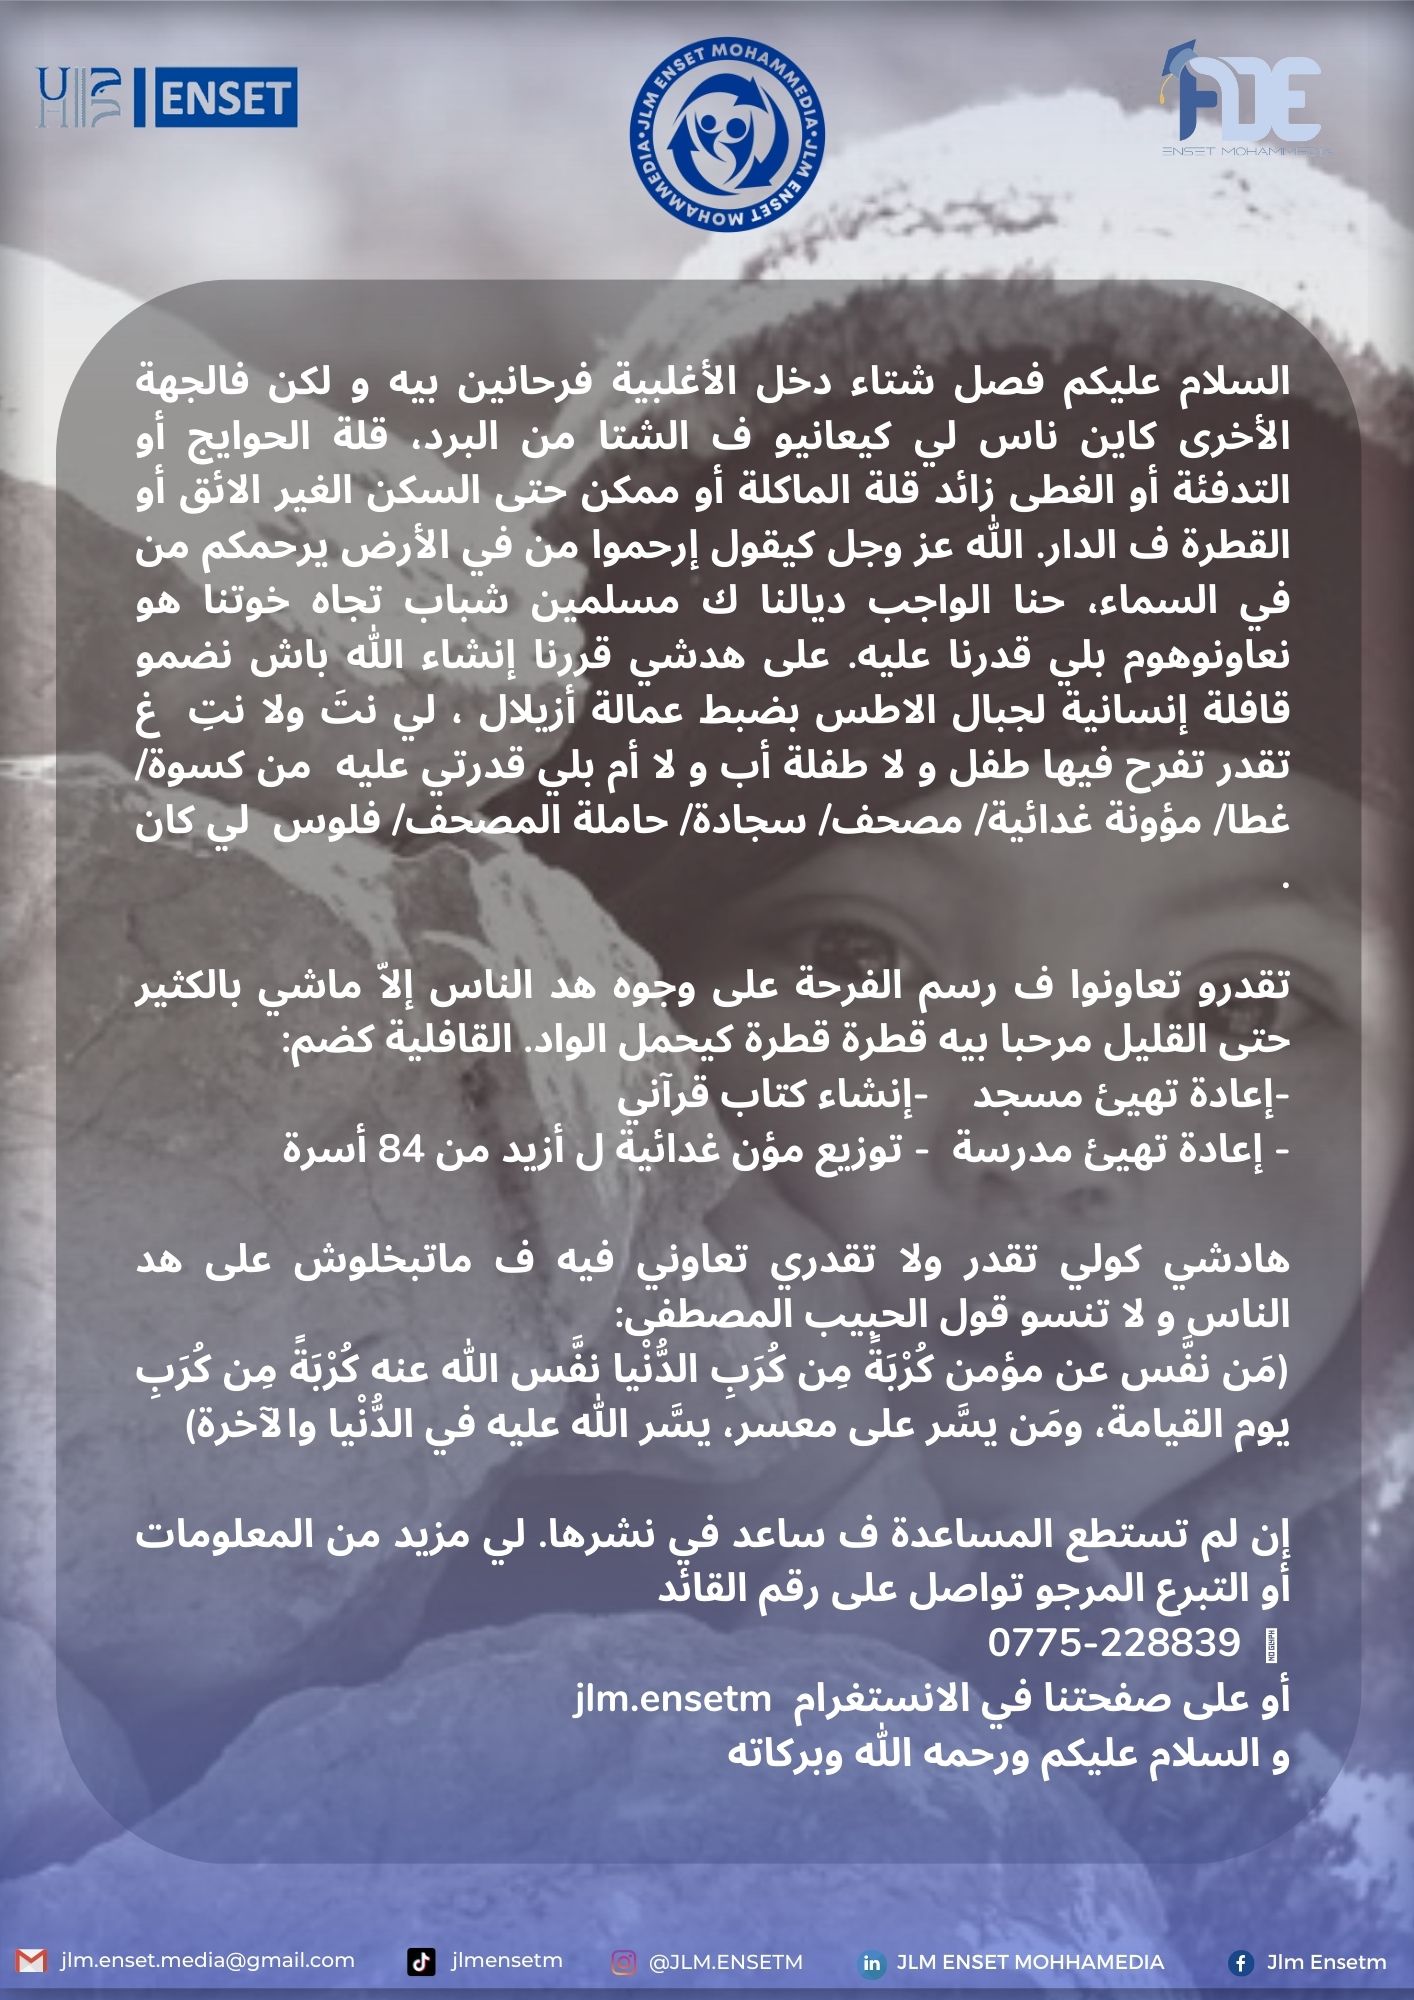 ENSET
JLM ENSET MOHAMMEDIA • JLM ENSET MOHAMMEDIA •
ADE
ENSET MOHAMMEDIA
السلام عليكم فصل شتاء دخل الأغلبية فرحانين بيه و لكن فالجهة
الأخرى كاين ناس لي كيعانيو ف الشتا من البرد، قلة الحوايج أو
التدفئة أو الغطى زائد قلة الماكلة أو ممكن حتى السكن الغير الائق أو
القطرة ف الدار. الله عز وجل كيقول إرحموا من في الأرض يرحمكم من
في السماء، حنا الواجب ديالنا ك مسلمين شباب تجاه خوتنا هو
نعاونوهوم بلي قدرنا عليه. على هدشي قررنا إنشاء الله باش نضمو
قافلة إنسانية لجبال الاطس بضبط عمالة أزيلال ، لي نتَ ولا نتِ غ
تقدر تفرح فيها طفل و لا طفلة أب و لا أم بلي قدرتي عليه من كسوة/
غطا/ مؤونة غدائية/ مصحف/ سجادة/ حاملة المصحف/ فلوس لي كان
.
تقدرو تعاونوا ف رسم الفرحة على وجوه هد الناس إلاّ ماشي بالكثير
حتى القليل مرحبا بيه قطرة قطرة كيحمل الواد. القافلية كضم:
-إعادة تهيئ مسجد -إنشاء كتاب قرآني
- إعادة تهيئ مدرسة - توزيع مؤن غدائية ل أزيد من 84 أسرة
هادشي كولي تقدر ولا تقدري تعاوني فيه ف ماتبخلوش على هد
الناس و لا تنسو قول الحبيب المصطفى:
(مَن نفَّس عن مؤمن كُرْبَةً مِن كُرَبِ الدُّنْيا نفَّس الله عنه كُرْبَةً مِن كُرَبِ
يوم القيامة، ومَن يسَّر على معسر، يسَّر الله عليه في الدُّنْيا والآخرة)
إن لم تستطع المساعدة ف ساعد في نشرها. لي مزيد من المعلومات
أو التبرع المرجو تواصل على رقم القائد
0775-228839
أو على صفحتنا في الانستغرام jlm.ensetm
و السلام عليكم ورحمه الله وبركاته
jlm.enset.media@gmail.com jlmensetm @JLM.ENSETM JLM ENSET MOHHAMEDIA Jlm Ensetm